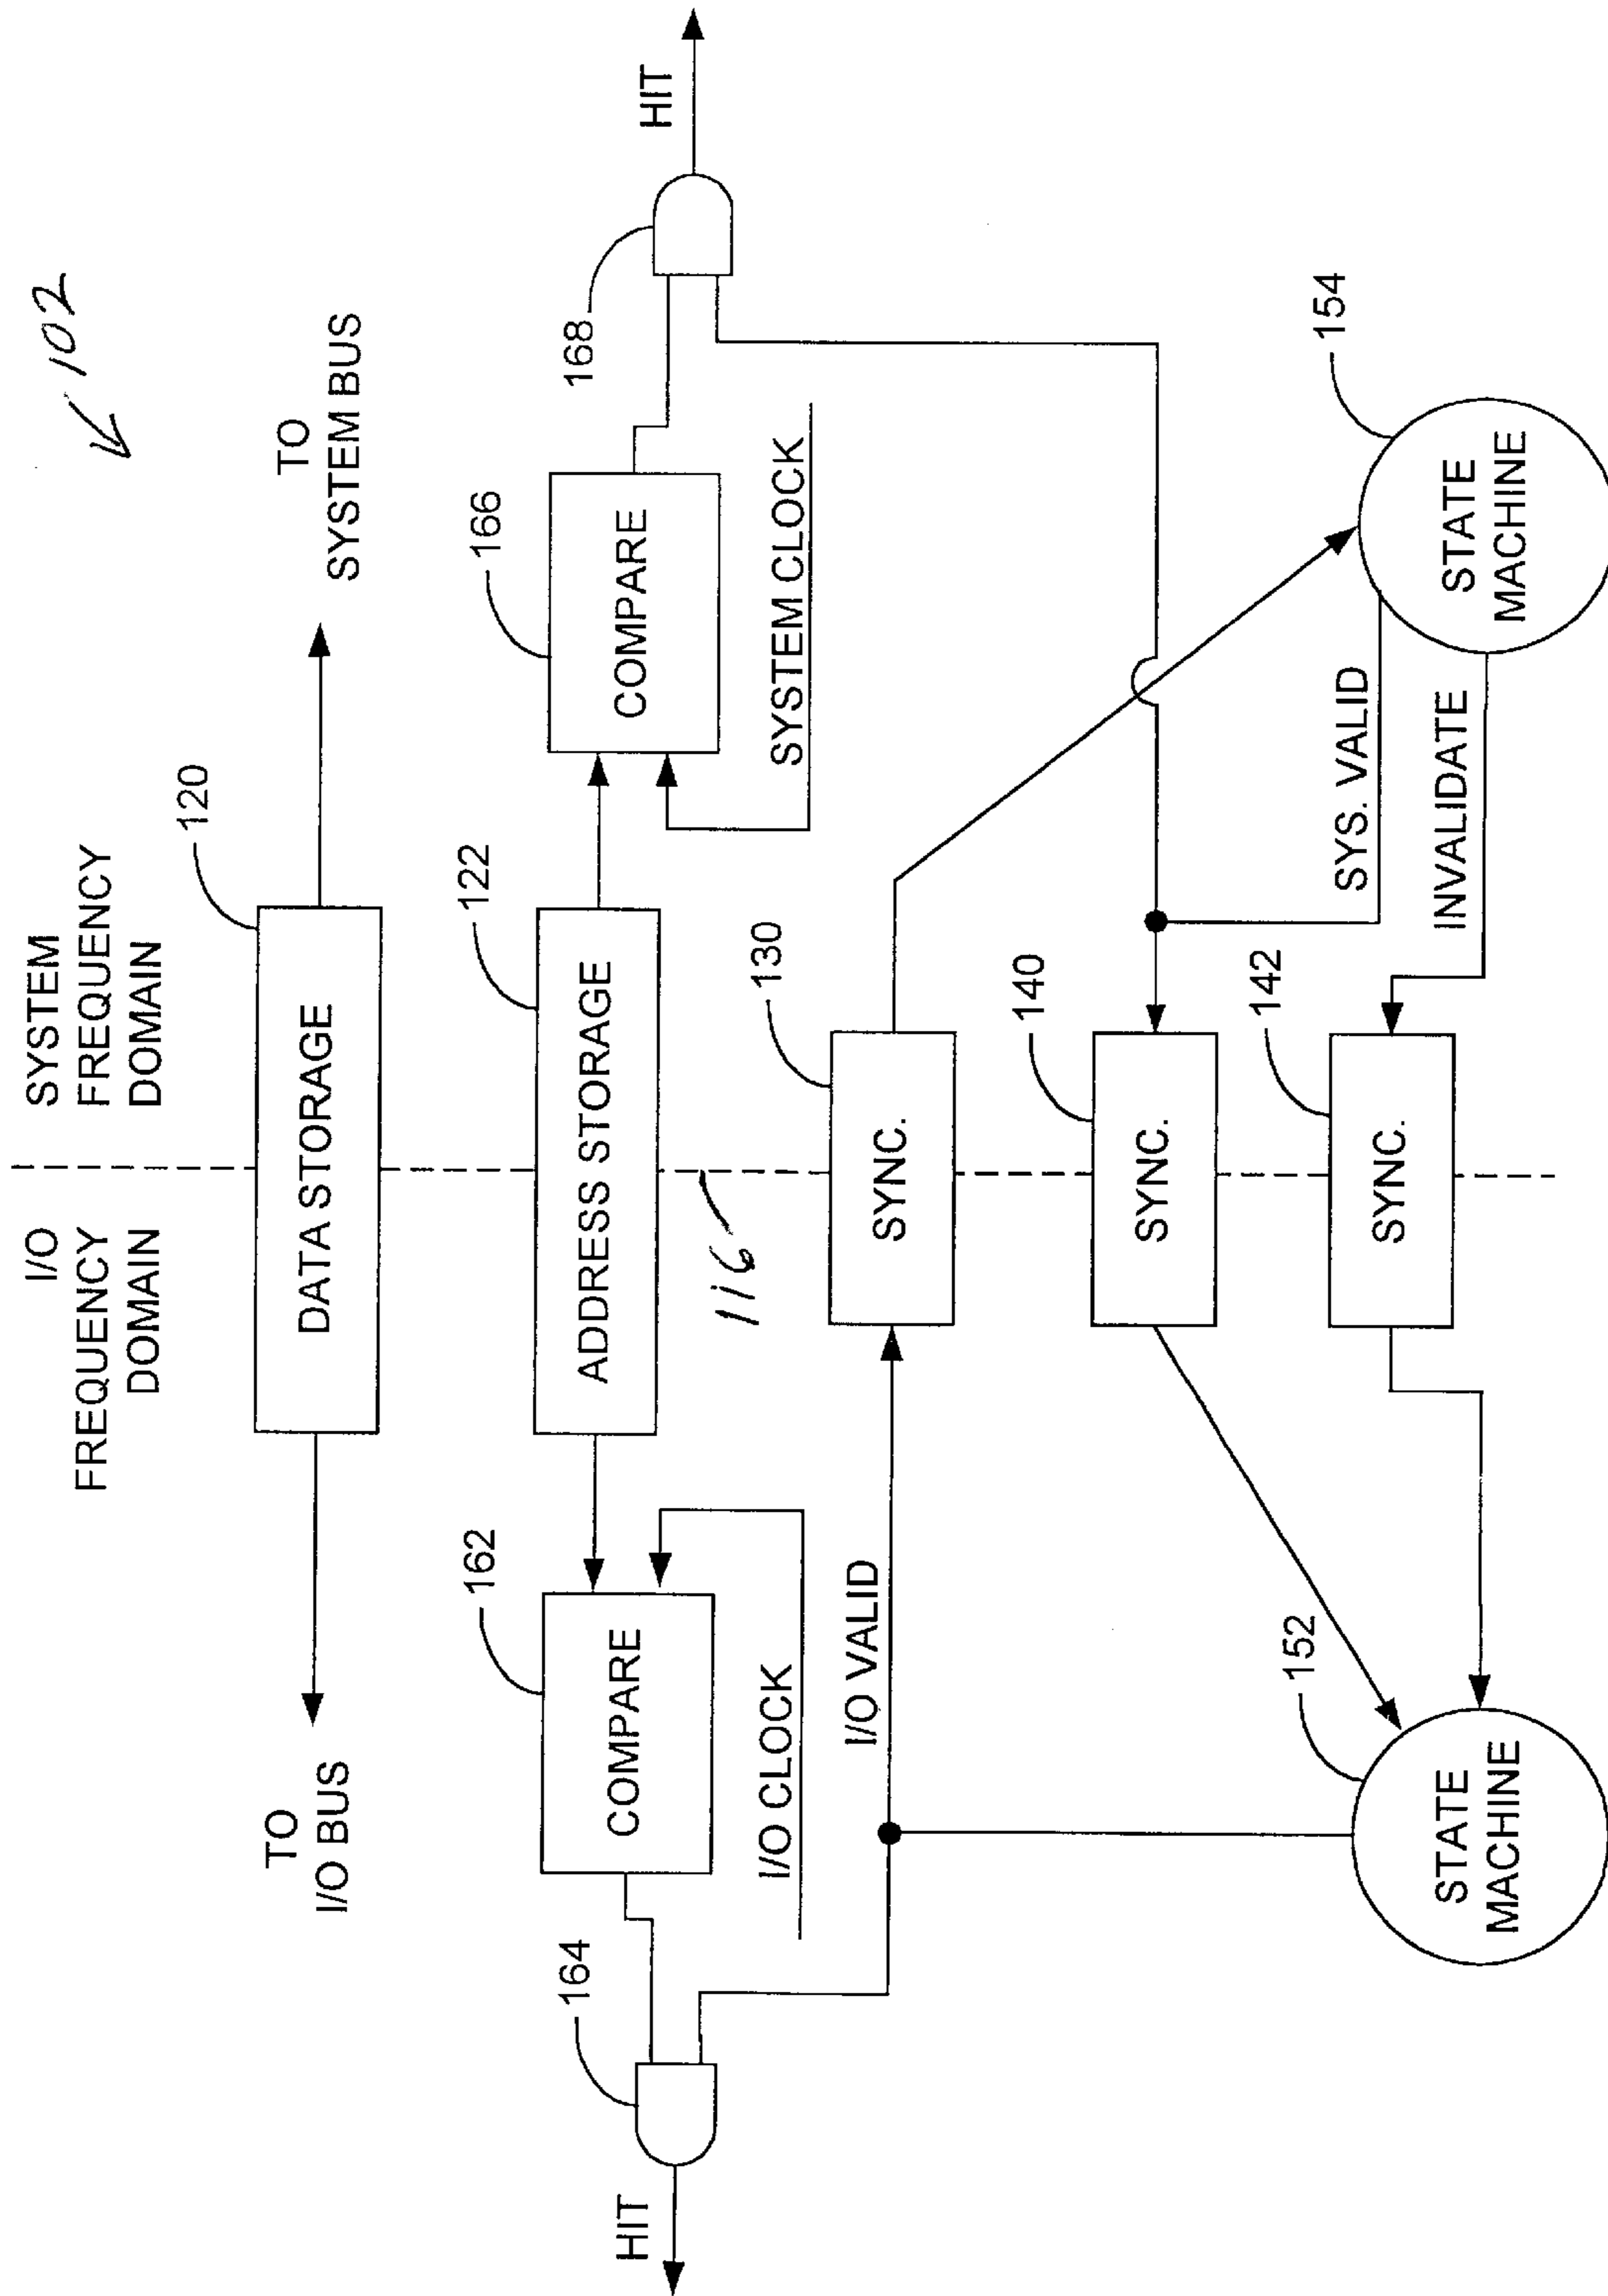 102
I/O
FREQUENCY
DOMAIN
SYSTEM
FREQUENCY
DOMAIN
TO
I/O BUS
DATA STORAGE
120
TO
SYSTEM BUS
162
COMPARE
I/O CLOCK
ADDRESS STORAGE
122
166
COMPARE
SYSTEM CLOCK
164
HIT
168
HIT
116
I/O VALID
SYNC.
130
SYNC.
140
SYS. VALID
SYNC.
142
INVALIDATE
152
STATE
MACHINE
154
STATE
MACHINE